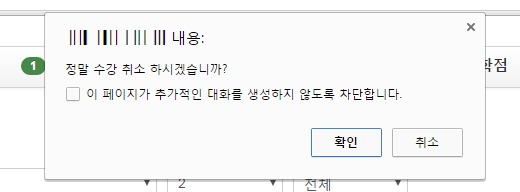 내용:
정말 수강 취소 하시겠습니까?
1
학점
이 페이지가 추가적인 대화를 생성하지 않도록 차단합니다.
확인
취소
2
전체